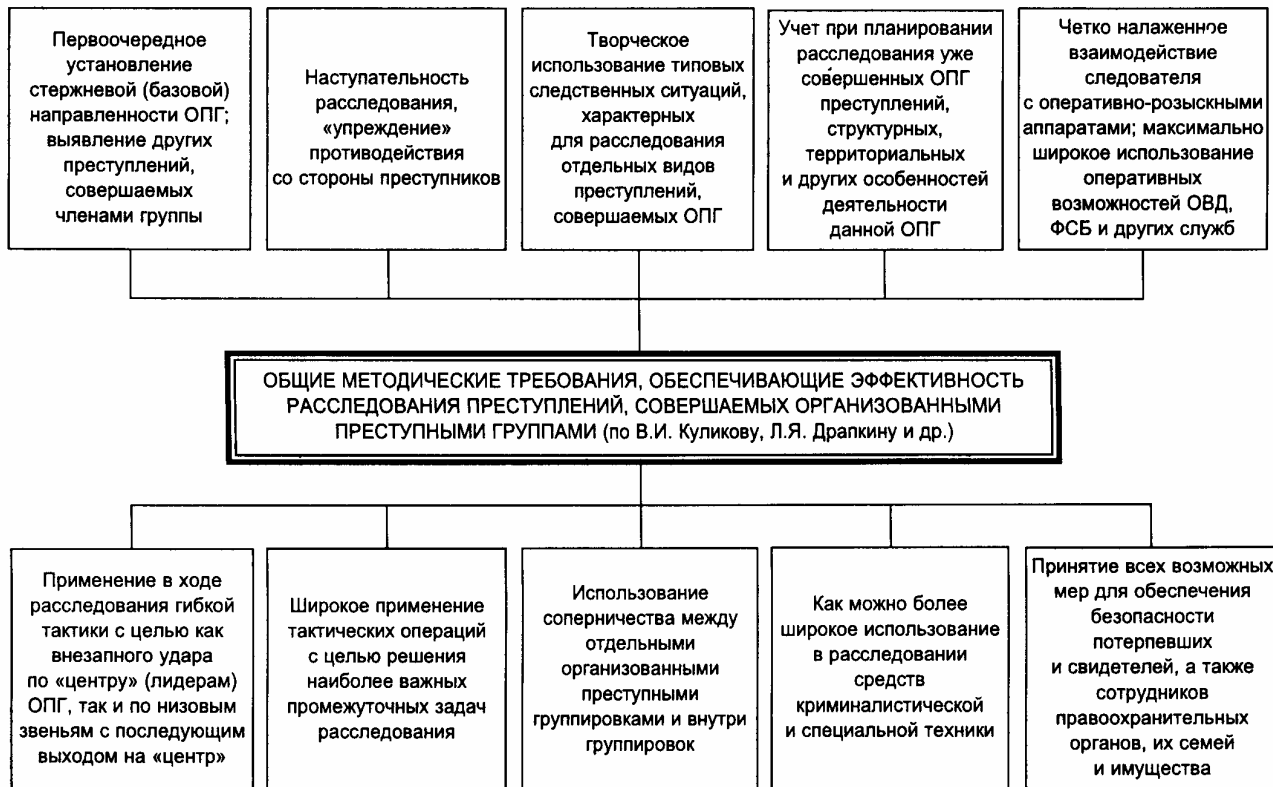 Первоочередное
установление
стержневой (базовой)
направленности ОПГ;
выявление других
преступлений,
совершаемых
членами группы
Наступательность
расследования,
«упреждение»
противодействия
со стороны преступников
Творческое
использование типовых
следственных ситуаций,
характерных
для расследования
отдельных видов
преступлений,
совершаемых ОПГ
Учет при планировании
расследования уже
совершенных ОПГ
преступлений,
структурных,
территориальных
и других особенностей
деятельности
данной ОПГ
Четко налаженное
взаимодействие
следователя
с оперативно-розыскными
аппаратами; максимально
широкое использование
оперативных
возможностей ОВД,
ФСБ и других служб
ОБЩИЕ МЕТОДИЧЕСКИЕ ТРЕБОВАНИЯ, ОБЕСПЕЧИВАЮЩИЕ ЭФФЕКТИВНОСТЬ
РАССЛЕДОВАНИЯ ПРЕСТУПЛЕНИЙ, СОВЕРШАЕМЫХ ОРГАНИЗОВАННЫМИ
ПРЕСТУПНЫМИ ГРУППАМИ (по В.И. Куликову, Л.Я. Драпкину и др.)
Применение в ходе
расследования гибкой
тактики с целью как
внезапного удара
по «центру» (лидерам)
ОПГ, так и по низовым
звеньям с последующим
выходом на «центр»
Широкое применение
тактических операций
с целью решения
наиболее важных
промежуточных задач
расследования
Использование
соперничества между
отдельными
организованными
преступными
группировками и внутри
группировок
Как можно более
широкое использование
в расследовании
средств
криминалистической
и специальной техники
Принятие всех возможных
мер для обеспечения
безопасности
потерпевших
и свидетелей, а также
сотрудников
правоохранительных
органов, их семей
и имущества